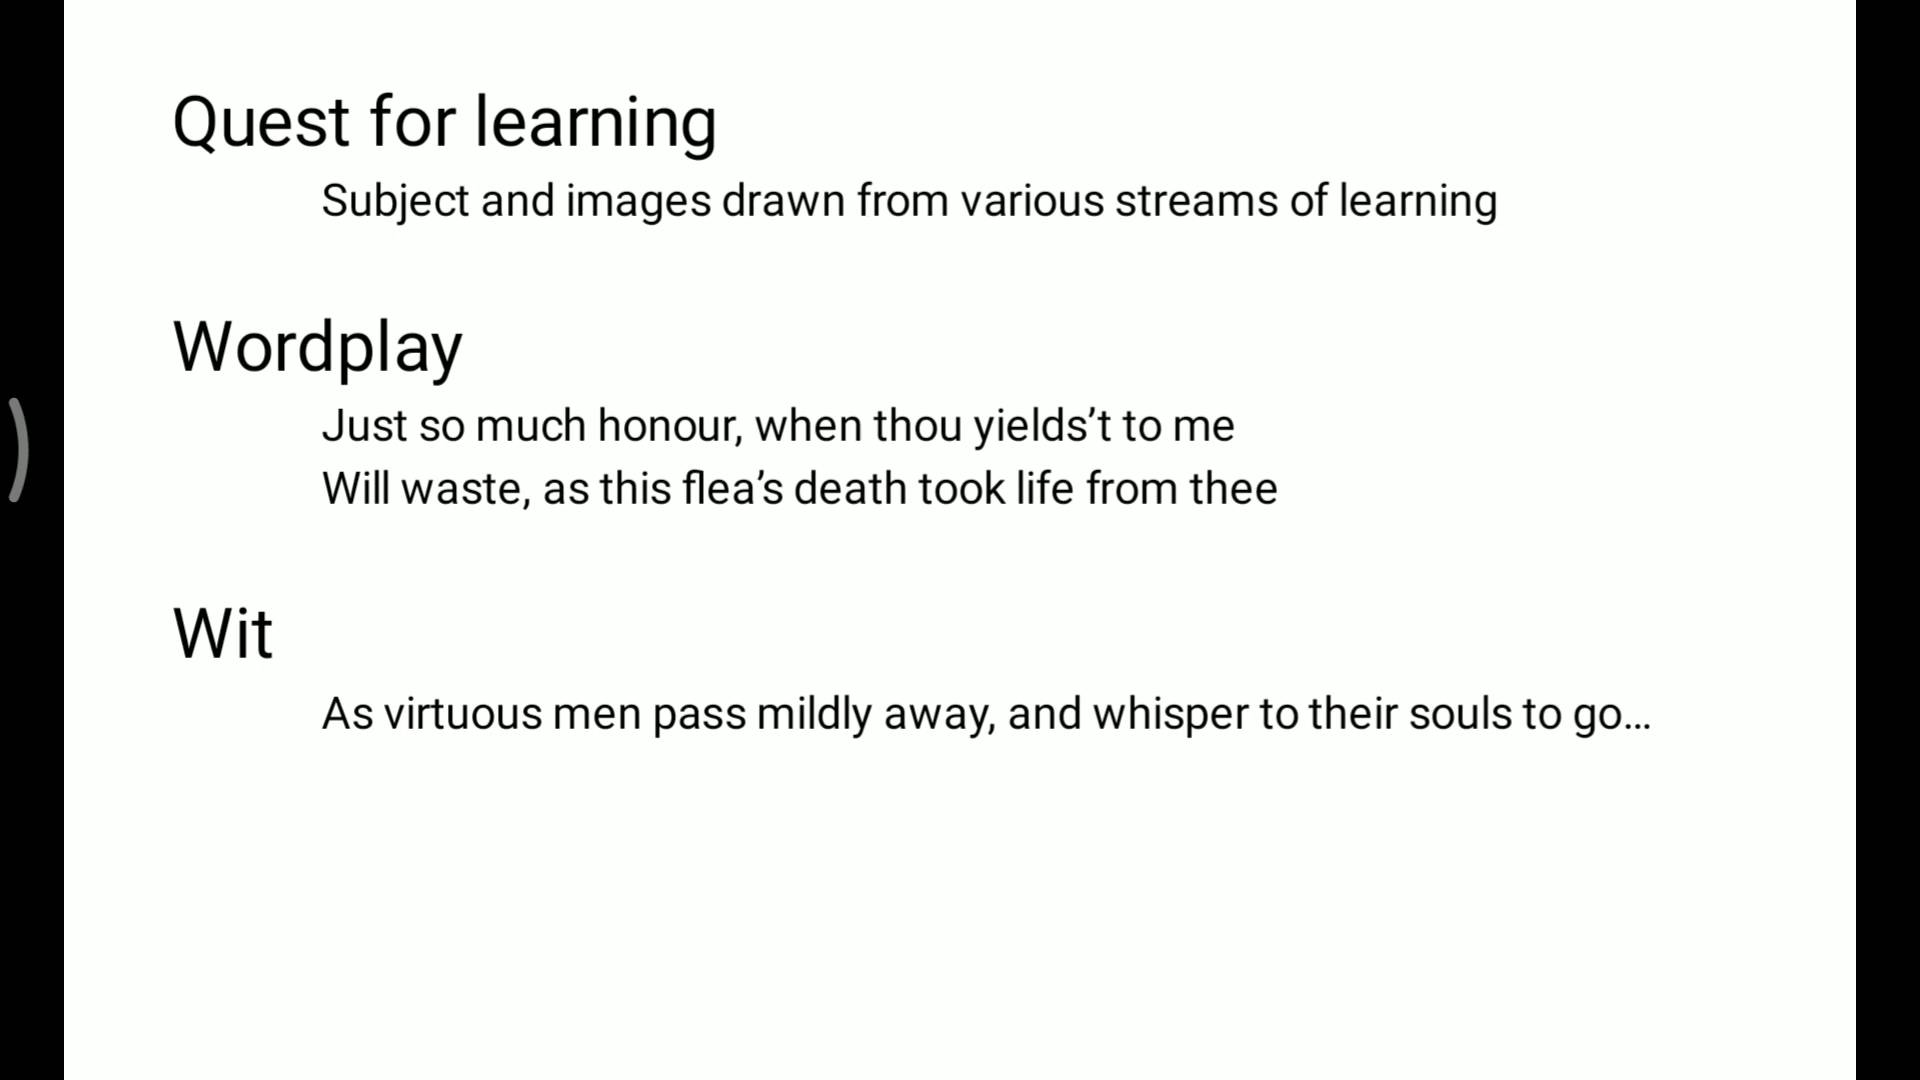 Quest for learning
Subject and images drawn from various streams of learning
Wordplay
Just so much honour, when thou yields’t to me
Will waste, as this flea’s death took life from thee
Wit
As virtuous men pass mildly away, and whisper to their souls to go…